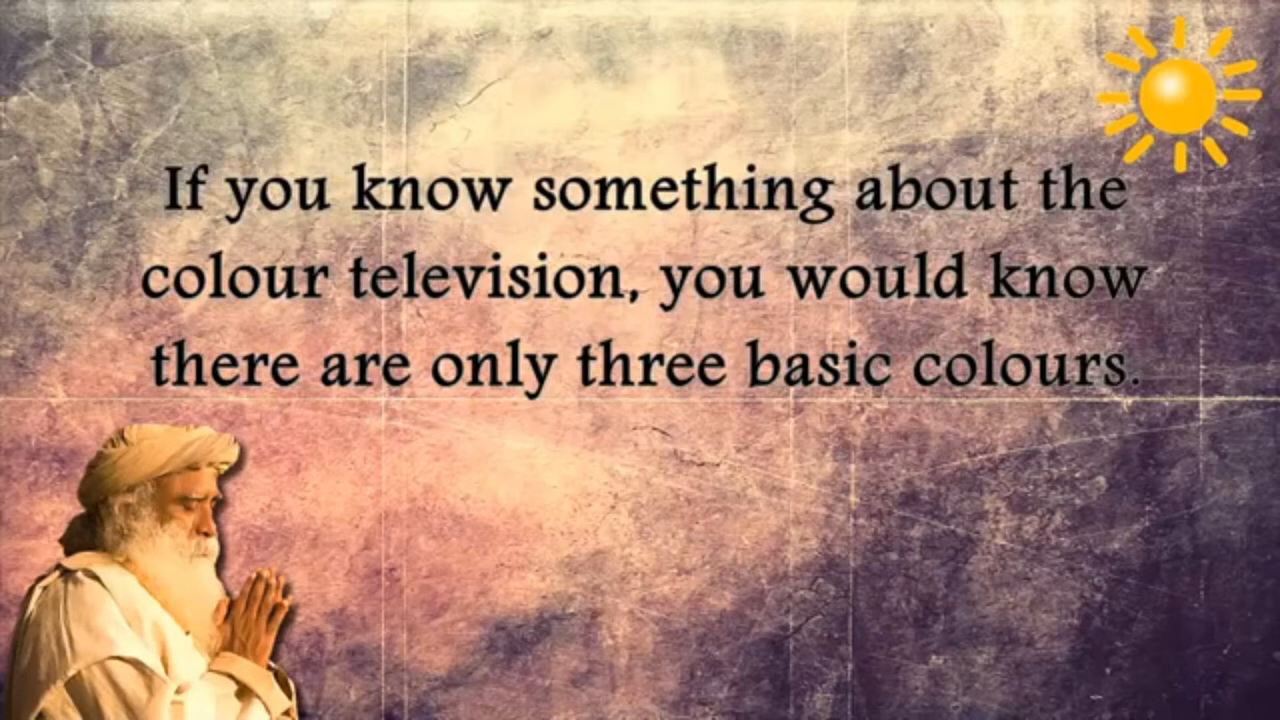 If you know something about the
colour television, you would know
there are only three basic colours.